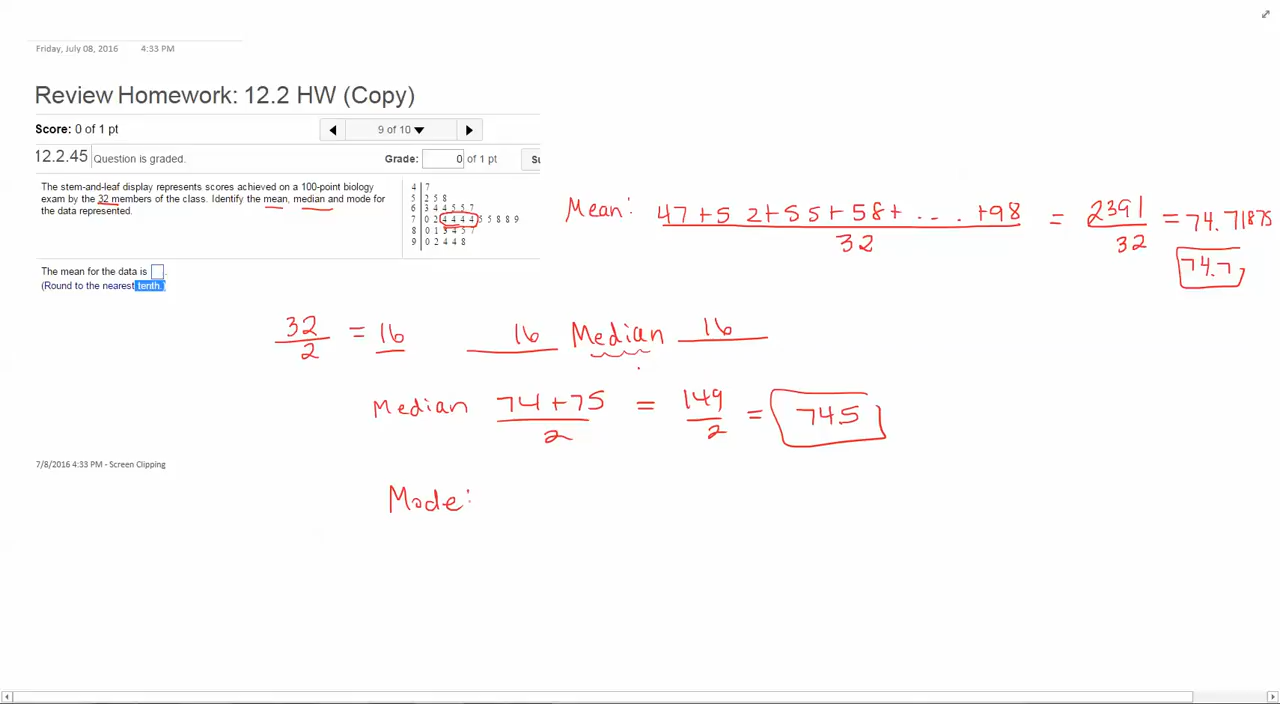 Friday, July 08, 2016 4:33 PM
Review Homework: 12.2 HW (Copy)
Score: 0 of 1 pt
9 of 10
12.2.45 Question is graded.
Grade: 0 of 1 pt
The stem-and-leaf display represents scores achieved on a 100-point biology
exam by the 32 members of the class. Identify the mean, median and mode for
the data represented.
4 7
5 2 5 8
6 3 4 4 5 5 7
7 0 2 4 4 4 4 5 5 8 8 9
8 0 1 3 4 5 7
9 0 2 4 4 8
The mean for the data is .
(Round to the nearest tenth.)
Mean: 47 + 52 + 55 + 58 + ... + 98 = 2391 = 74.71875
32 32
74.7
32 = 16 16 Median 16
2
Median 74 + 75 = 149 = 74.5
2 2
7/8/2016 4:33 PM - Screen Clipping
Mode: